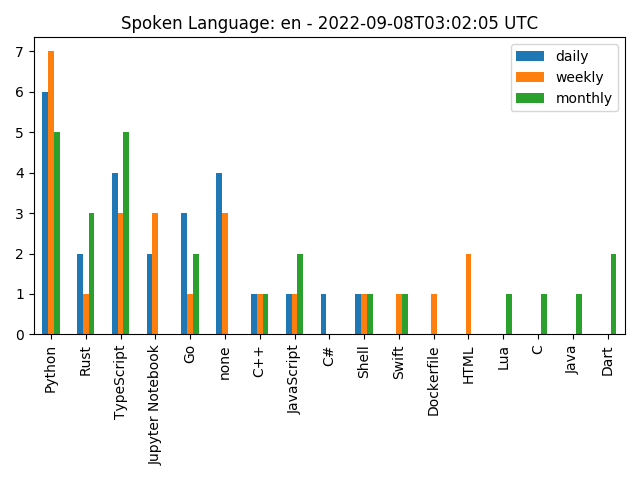 Spoken Language: en - 2022-09-08T03:02:05 UTC
daily
weekly
monthly
7
6
5
4
3
2
1
0
Python
Rust
TypeScript
Jupyter Notebook
Go
none
C++
JavaScript
C#
Shell
Swift
Dockerfile
HTML
Lua
C
Java
Dart